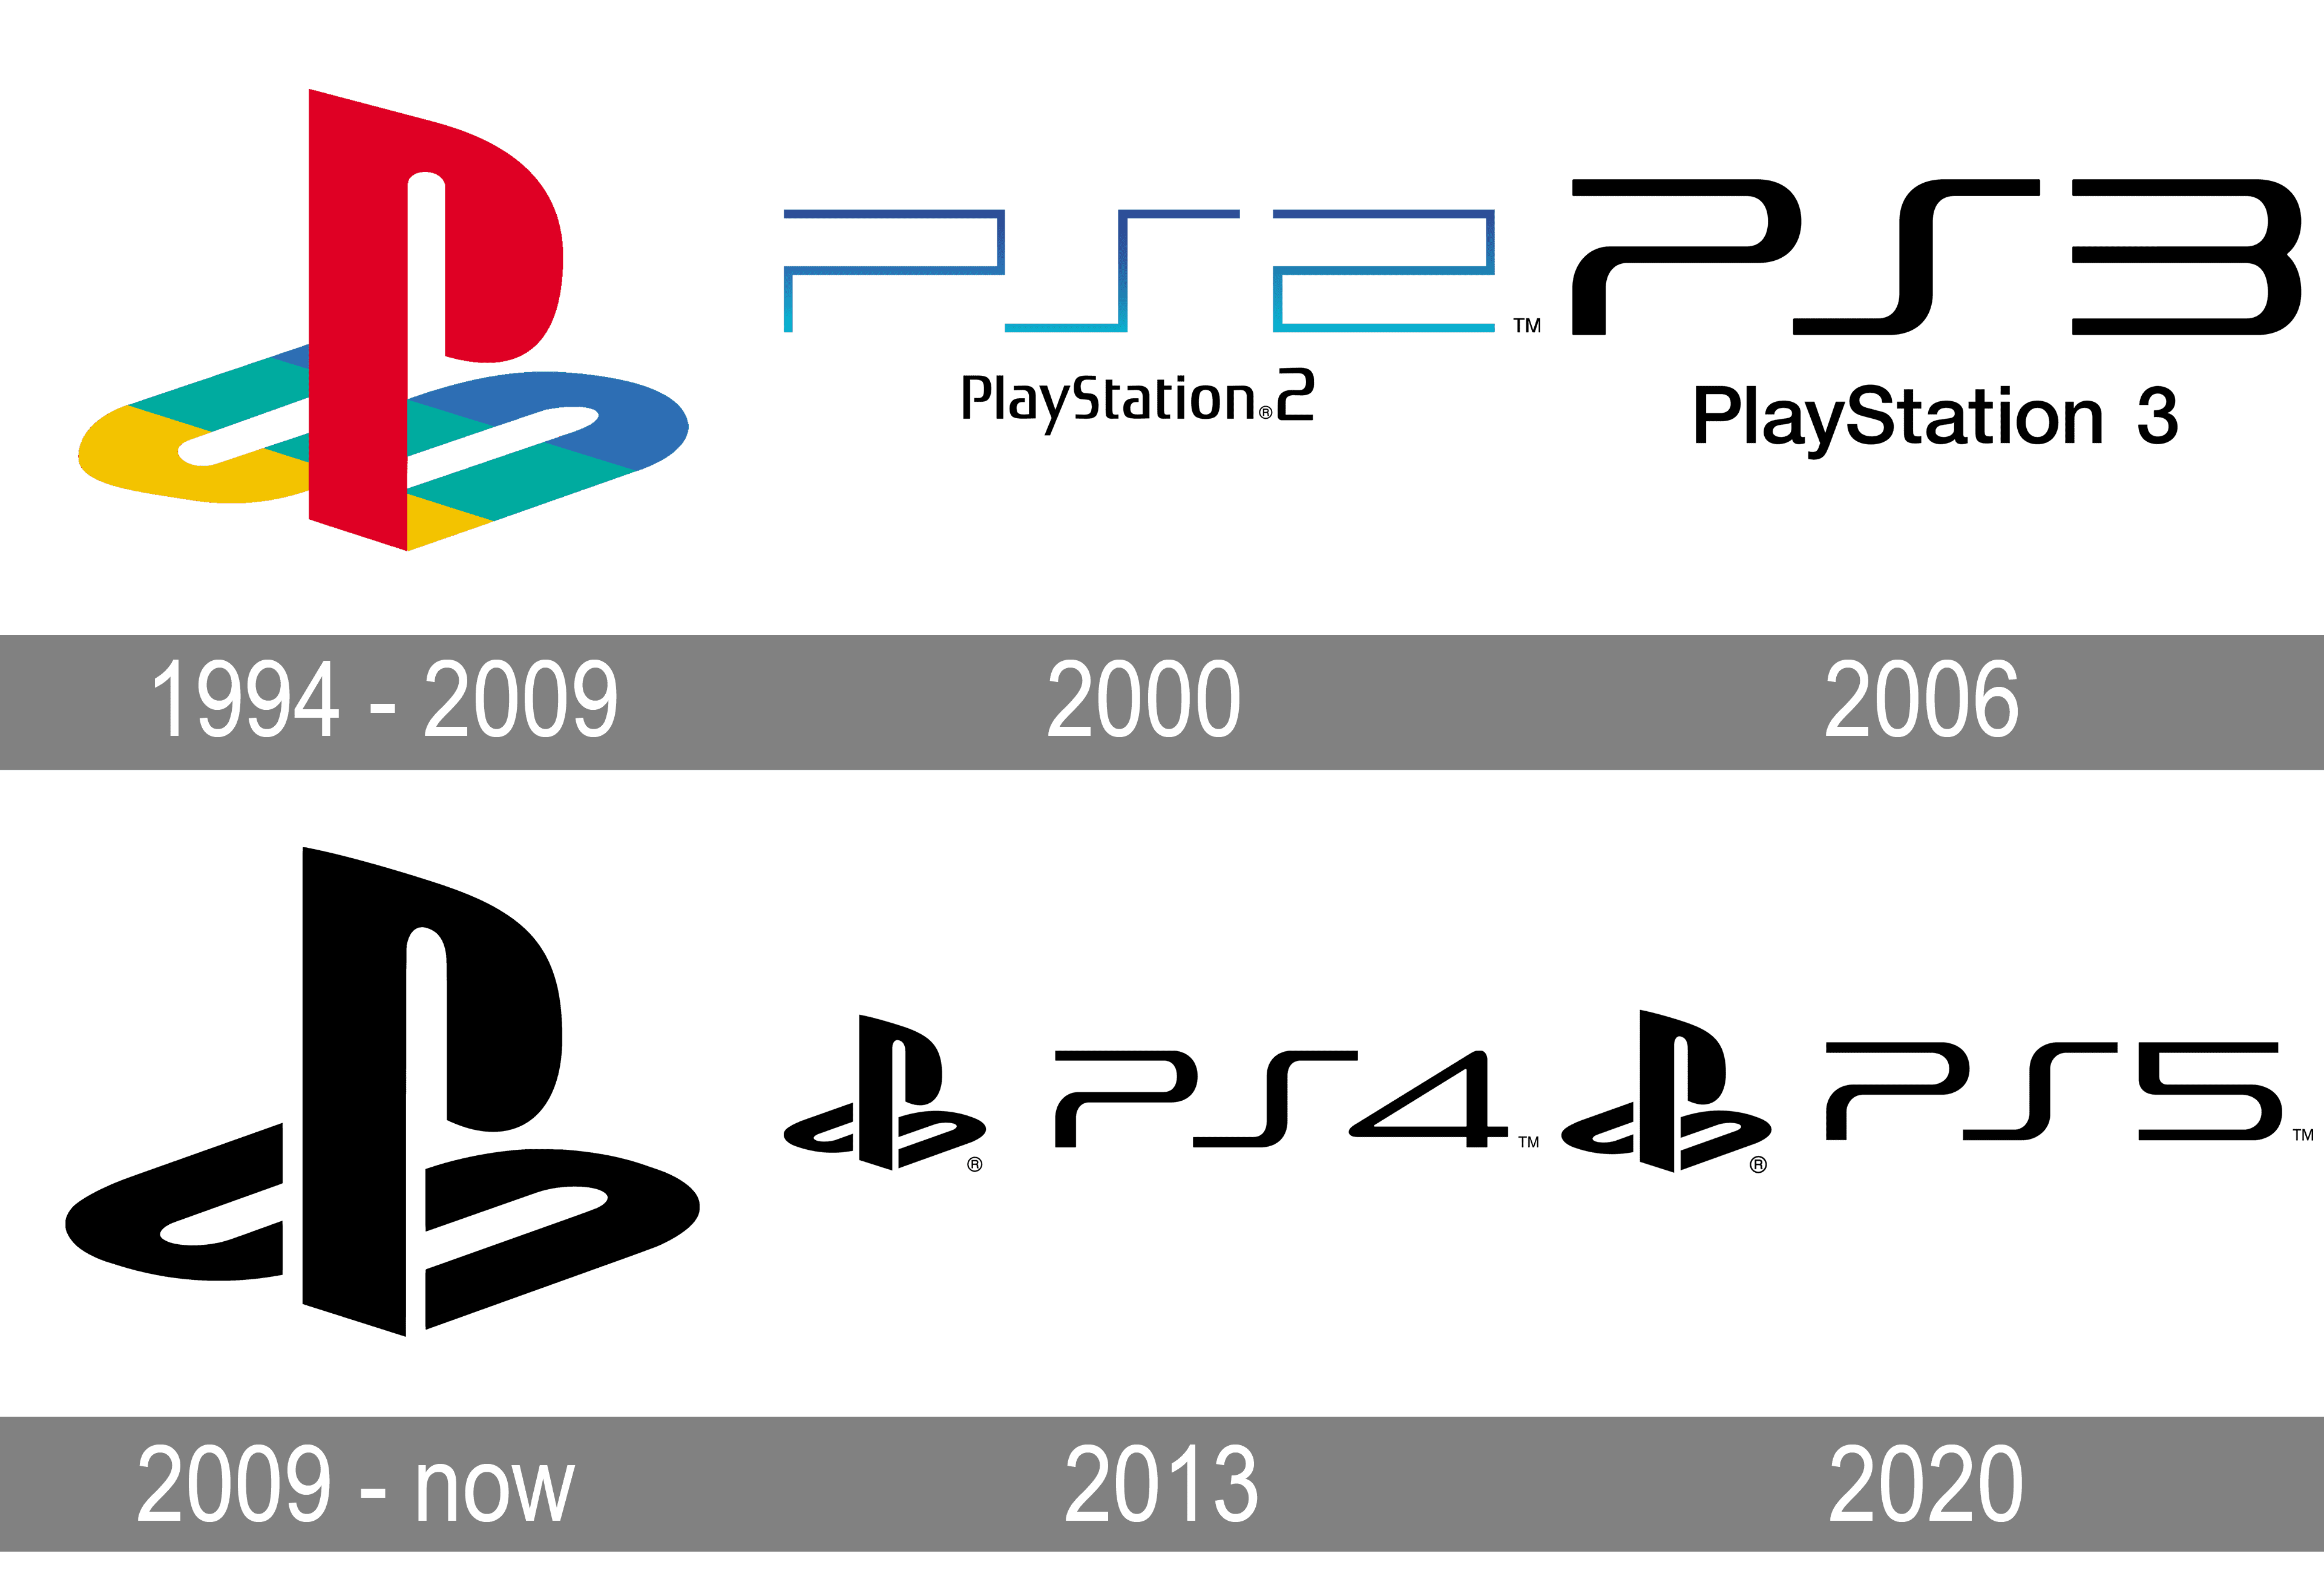 PS2™ PS3
PlayStation®2 PlayStation 3
1994 - 2009 2000 2006
® PS4™ ® PS5™
2009 - now 2013 2020